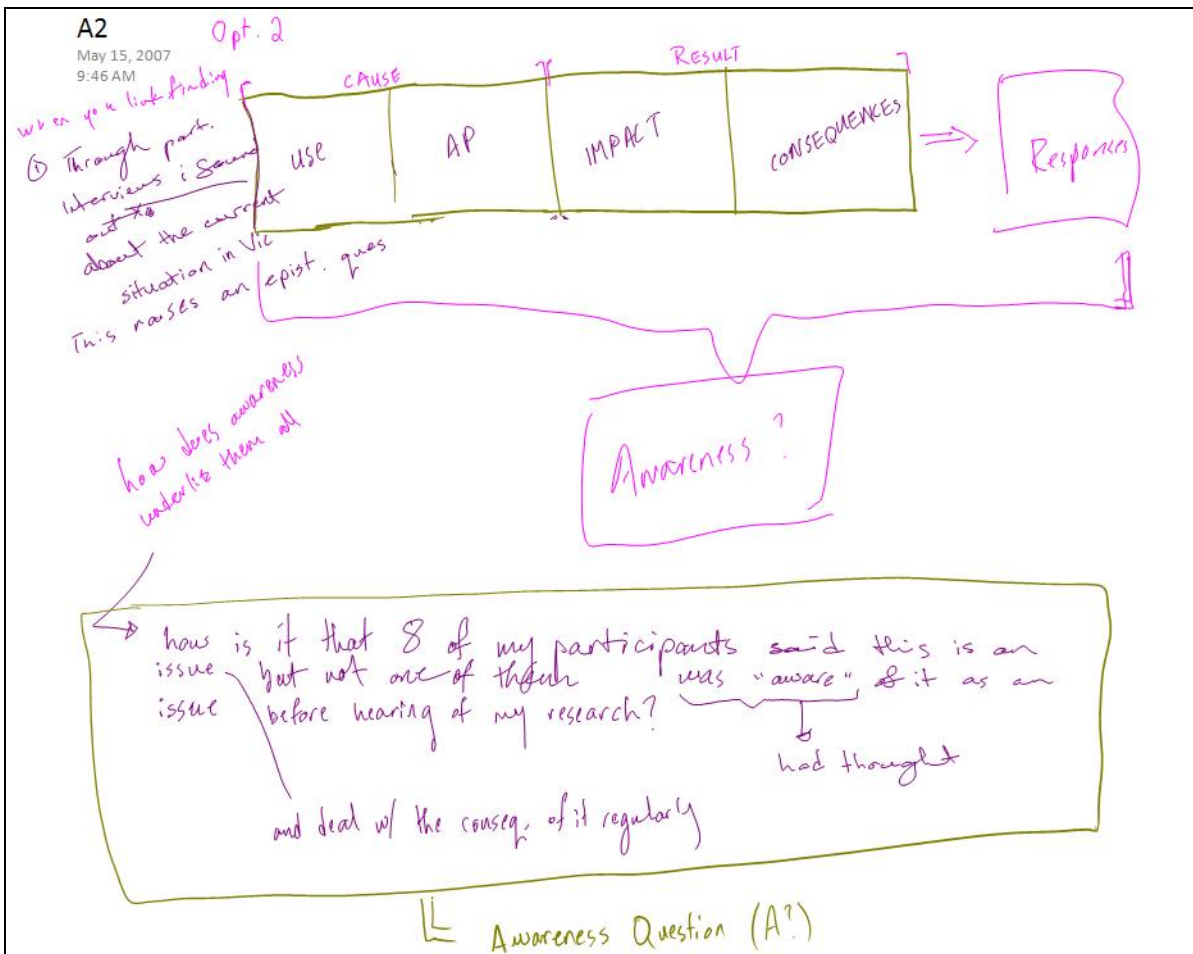 A2
Opt. 2
May 15, 2007
9:46 AM
CAUSE
RESULT
USE
AP
IMPACT
CONSEQUENCES
Responses
when you link finding
① Through part.
interviews i found
out
about the current
situation in Vic
This raises an epist. ques
Awareness ?
how does awareness
underlie them all
how is it that 8 of my participants said this is an
issue but not one of them was "aware" of it as an
issue before hearing of my research?
had thought
and deal w/ the conseq. of it regularly
Awareness Question (A?)